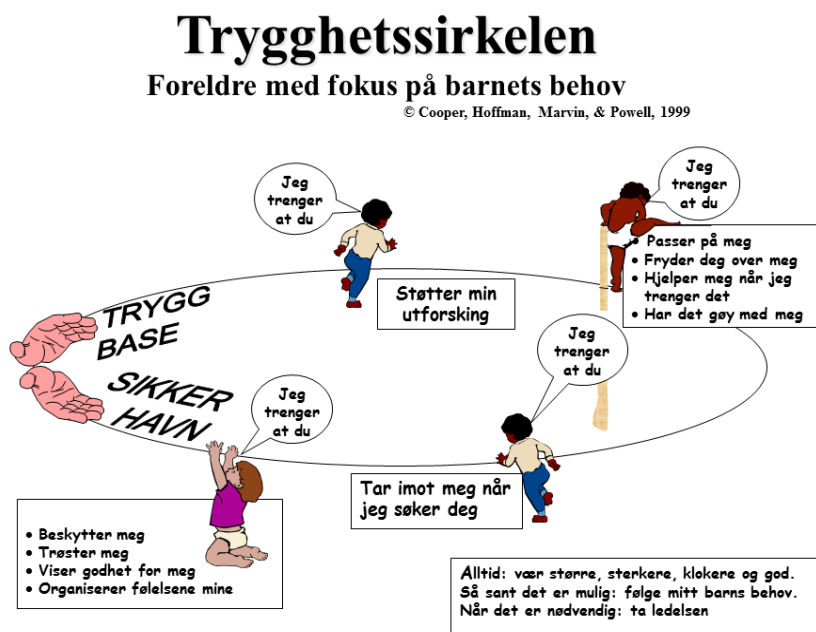 Trygghetssirkelen
Foreldre med fokus på barnets behov
© Cooper, Hoffman, Marvin, & Powell, 1999
Jeg
trenger
at du
Støtter min
utforsking
Jeg
trenger
at du
• Passer på meg
• Fryder deg over meg
• Hjelper meg når jeg
trenger det
• Har det gøy med meg
TRYGG
BASE
SIKKER
HAVN
Jeg
trenger
at du
Tar imot meg når
jeg søker deg
Jeg
trenger
at du
• Beskytter meg
• Trøster meg
• Viser godhet for meg
• Organiserer følelsene mine
Alltid: vær større, sterkere, klokere og god.
Så sant det er mulig: følge mitt barns behov.
Når det er nødvendig: ta ledelsen